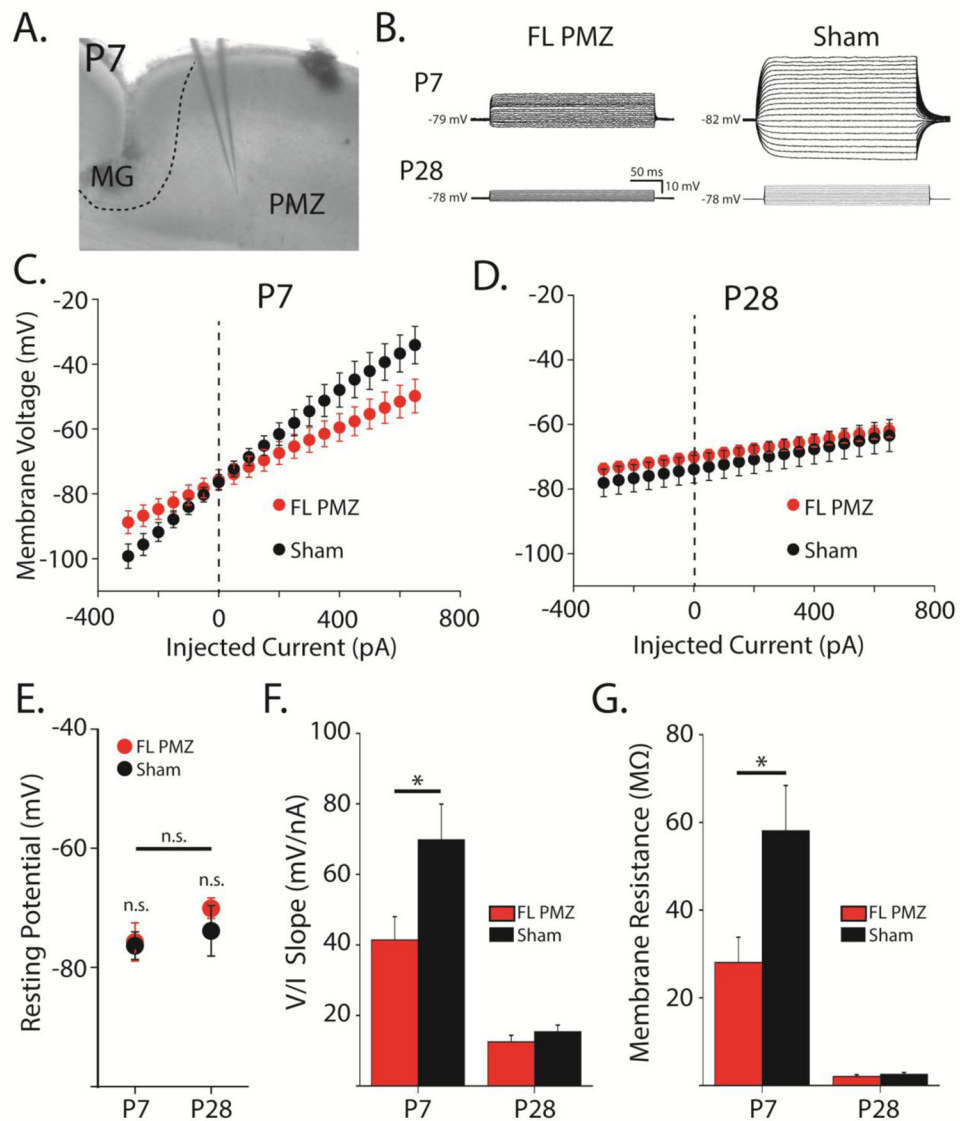 A.
P7
MG
PMZ
B.
FL PMZ
Sham
P7
-79 mV
-82 mV
P28
50 ms
10 mV
-78 mV
-78 mV
C.
P7
Membrane Voltage (mV)
-20
-40
-60
-80
-100
FL PMZ
Sham
-400
0
400
800
Injected Current (pA)
D.
P28
-20
-40
-60
-80
-100
FL PMZ
Sham
-400
0
400
800
Injected Current (pA)
E.
Resting Potential (mV)
-40
-60
-80
FL PMZ
Sham
n.s.
n.s.
n.s.
P7
P28
F.
V/I Slope (mV/nA)
100
80
60
40
20
*
FL PMZ
Sham
P7
P28
G.
Membrane Resistance (MΩ)
80
60
40
20
*
FL PMZ
Sham
P7
P28